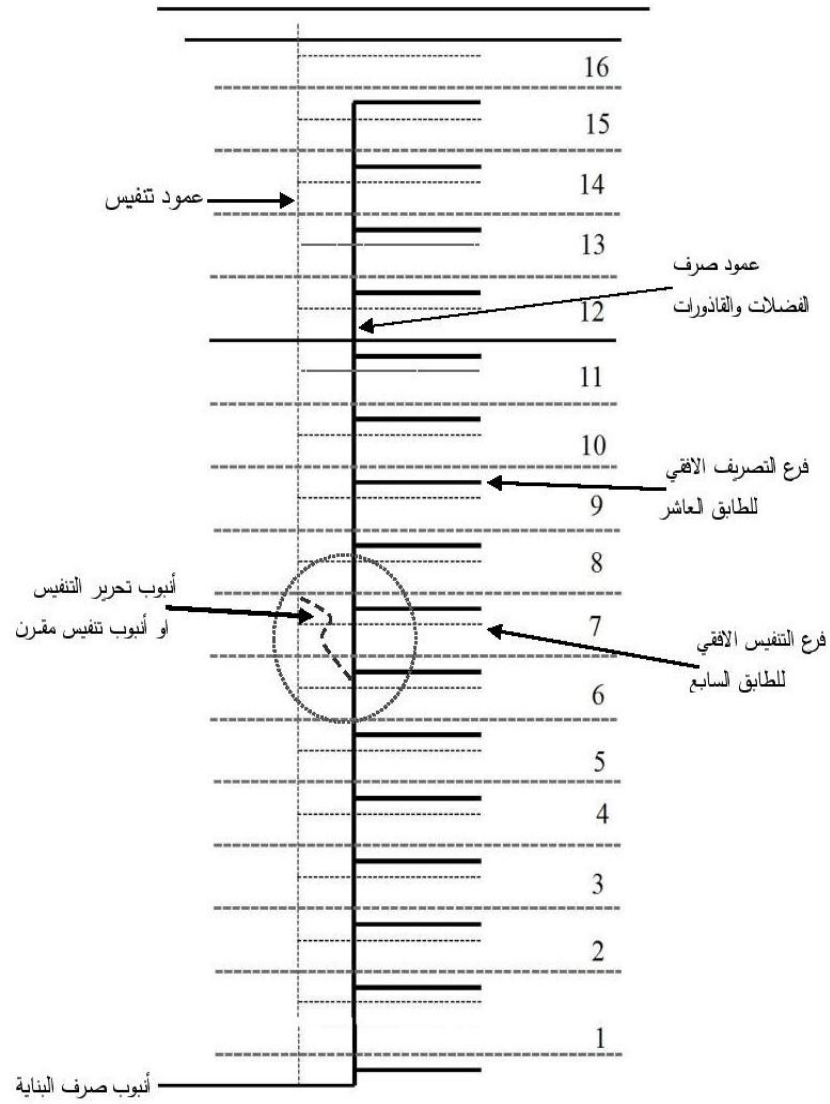 16
15
14
عمود تنفيس
13
عمود صرف
الفضلات والقاذورات
12
11
10
فرع التصريف الافقي
للطابق العاشر
9
8
أنبوب تحرير التنفيس
او أنبوب تنفيس مقرن
7
فرع التنفيس الافقي
للطابق السابع
6
5
4
3
2
1
أنبوب صرف البناية